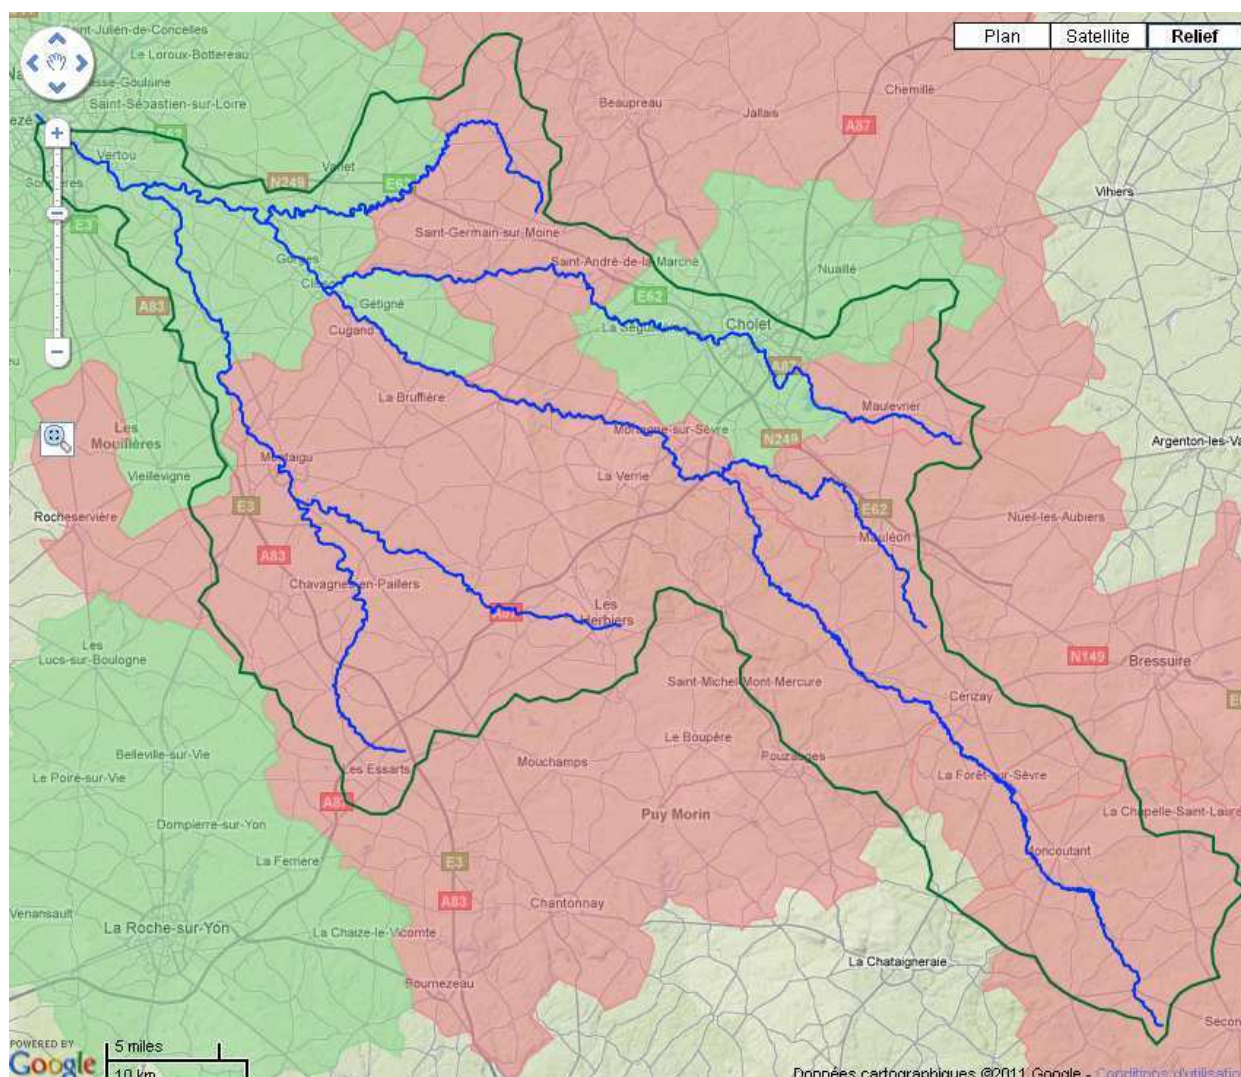 Saint-Julien-de-Concelles
Le Loroux-Bottereau
Saint-Sébastien-sur-Loire
Plan
Satellite
Relief
Chemillé
Beaupreau
Jallais
A87
E62
Vertou
Vallet
N249
Vihiers
Saint-Germain-sur-Moine
E3
Saint-André-de-la-Marche
Nuaillé
Gorges
Gétigné
E62
A83
Cugand
Cholet
La Bruffière
Maulévrier
Les
Mouillères
Mortagne-sur-Sèvre
N249
Argenton-les-Va
Montaigu
Vieillevigne
La Verrie
E3
E62
Rocheservière
Nueil-les-Aubiers
Mauléon
A83
Chavagnes-en-Paillers
Les
Herbiers
Les
Lucs-sur-Boulogne
N149
Bressuire
Saint-Michel-Mont-Mercure
Cerizay
Le Boupère
Belleville-sur-Vie
Mouchamps
Pouzauges
Les Essarts
La Forêt-sur-Sèvre
Le Poiré-sur-Vie
Puy Morin
La Chapelle-Saint-Laure
Dompierre-sur-Yon
Moncoutant
La Ferrière
E3
A83
Chantonnay
Venansault
La Roche-sur-Yon
La Chaize-le-Vicomte
La Chataigneraie
Bournezeau
Secon
POWERED BY
Google
5 miles
10 km
Données cartographiques ©2011 Google - Conditions d'utilisation